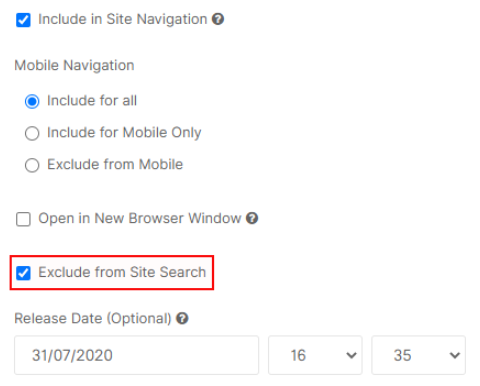 Include in Site Navigation
Mobile Navigation
Include for all
Include for Mobile Only
Exclude from Mobile
Open in New Browser Window
Exclude from Site Search
Release Date (Optional)
31/07/2020 16 35